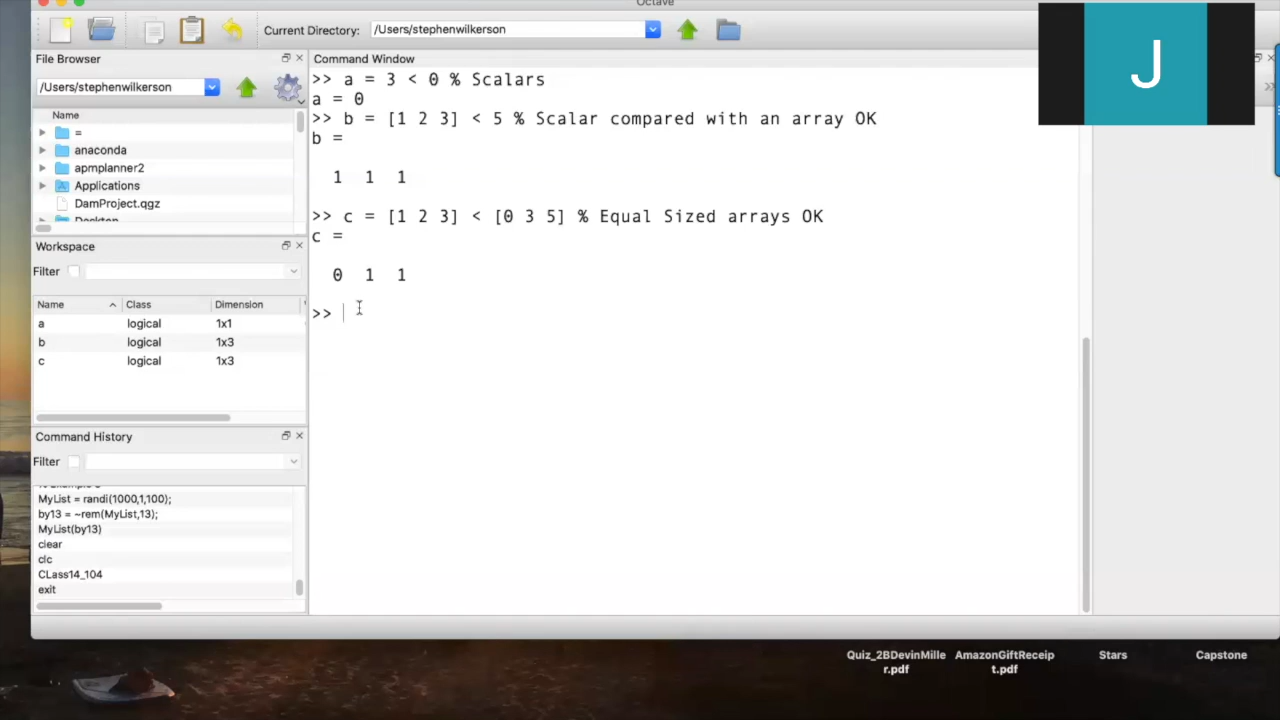 Octave
Current Directory: /Users/stephenwilkerson
File Browser
/Users/stephenwilkerson
Name
=
anaconda
apmplanner2
Applications
DamProject.qgz
Desktop
Workspace
Filter
Name Class Dimension
a logical 1x1
b logical 1x3
c logical 1x3
Command History
Filter
MyList = randi(1000,1,100);
by13 = ~rem(MyList,13);
MyList(by13)
clear
clc
CLass14_104
exit
Command Window
>> a = 3 < 0 % Scalars
a = 0
>> b = [1 2 3] < 5 % Scalar compared with an array OK
b =
1 1 1
>> c = [1 2 3] < [0 3 5] % Equal Sized arrays OK
c =
0 1 1
>>
J
Quiz_2BDevinMille
r.pdf
AmazonGiftReceip
t.pdf
Stars
Capstone